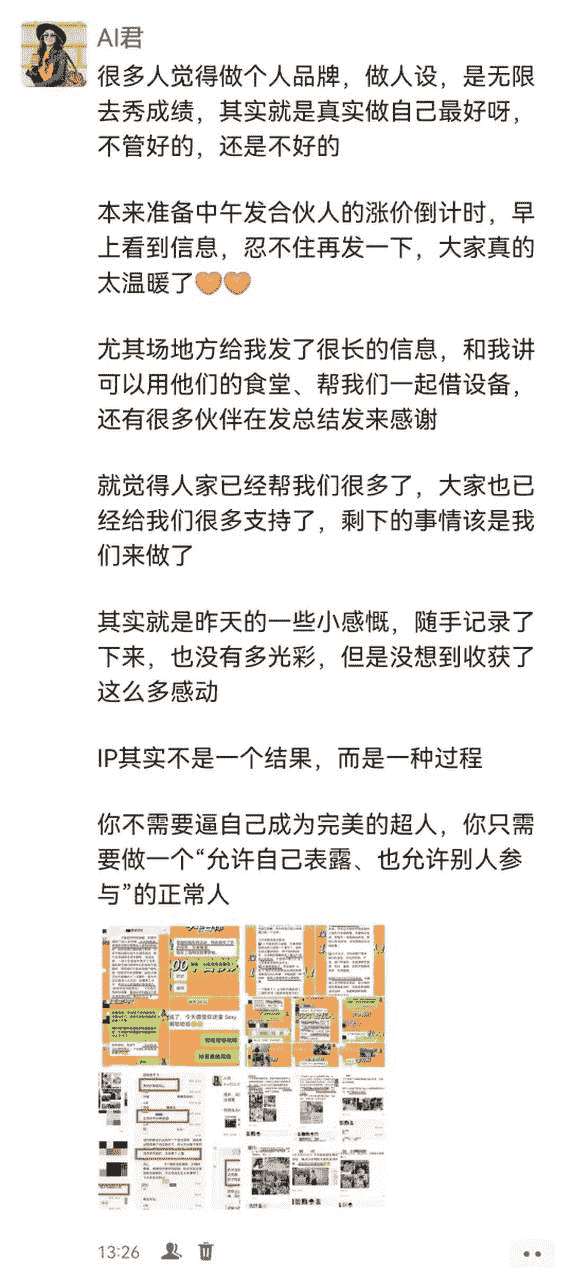 AI君
很多人觉得做个人品牌，做人设，是无限
去秀成绩，其实就是真实做自己最好呀，
不管好的，还是不好的
本来准备中午发合伙人的涨价倒计时，早
上看到信息，忍不住再发一下，大家真的
太温暖了🧡🧡
尤其场地方给我发了很长的信息，和我讲
可以用他们的食堂、帮我们一起借设备，
还有很多伙伴在发总结发来感谢
就觉得人家已经帮我们很多了，大家也已
经给我们很多支持了，剩下的事情该是我
们来做了
其实就是昨天的一些小感慨，随手记录了
下来，也没有多光彩，但是没想到收获了
这么多感动
IP其实不是一个结果，而是一种过程
你不需要逼自己成为完美的超人，你只需
要做一个“允许自己表露、也允许别人参
与”的正常人
13:26